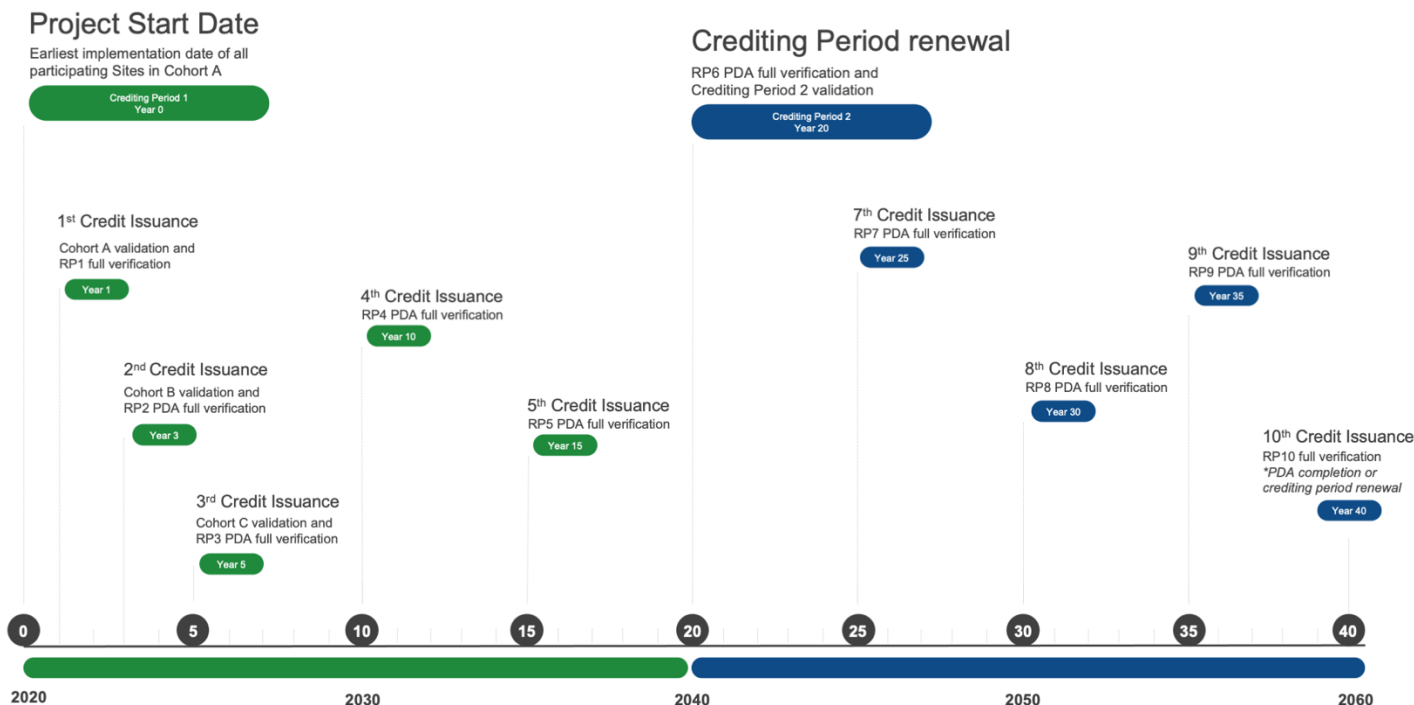 Project Start Date
Earliest implementation date of all
participating Sites in Cohort A
Crediting Period 1
Year 0
Crediting Period renewal
RP6 PDA full verification and
Crediting Period 2 validation
Crediting Period 2
Year 20
1st Credit Issuance
Cohort A validation and
RP1 full verification
Year 1
2nd Credit Issuance
Cohort B validation and
RP2 PDA full verification
Year 3
3rd Credit Issuance
Cohort C validation and
RP3 PDA full verification
Year 5
4th Credit Issuance
RP4 PDA full verification
Year 10
5th Credit Issuance
RP5 PDA full verification
Year 15
7th Credit Issuance
RP7 PDA full verification
Year 25
8th Credit Issuance
RP8 PDA full verification
Year 30
9th Credit Issuance
RP9 PDA full verification
Year 35
10th Credit Issuance
RP10 full verification
*PDA completion or
crediting period renewal
Year 40
0 5 10 15 20 25 30 35 40
2020 2030 2040 2050 2060